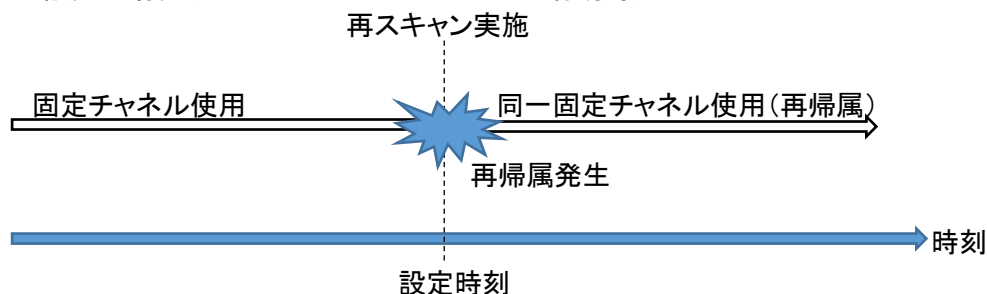 再スキャン実施
固定チャネル使用
同一固定チャネル使用(再帰属)
再帰属発生
時刻
設定時刻